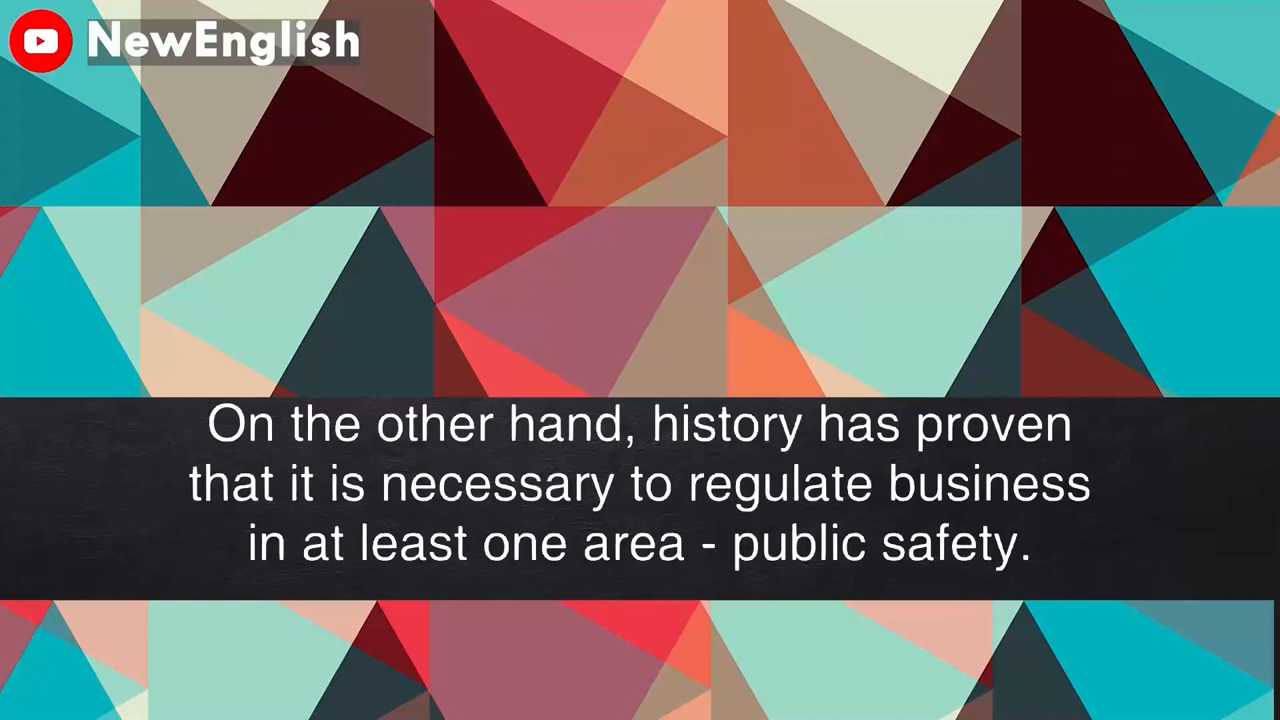 NewEnglish
On the other hand, history has proven
that it is necessary to regulate business
in at least one area - public safety.